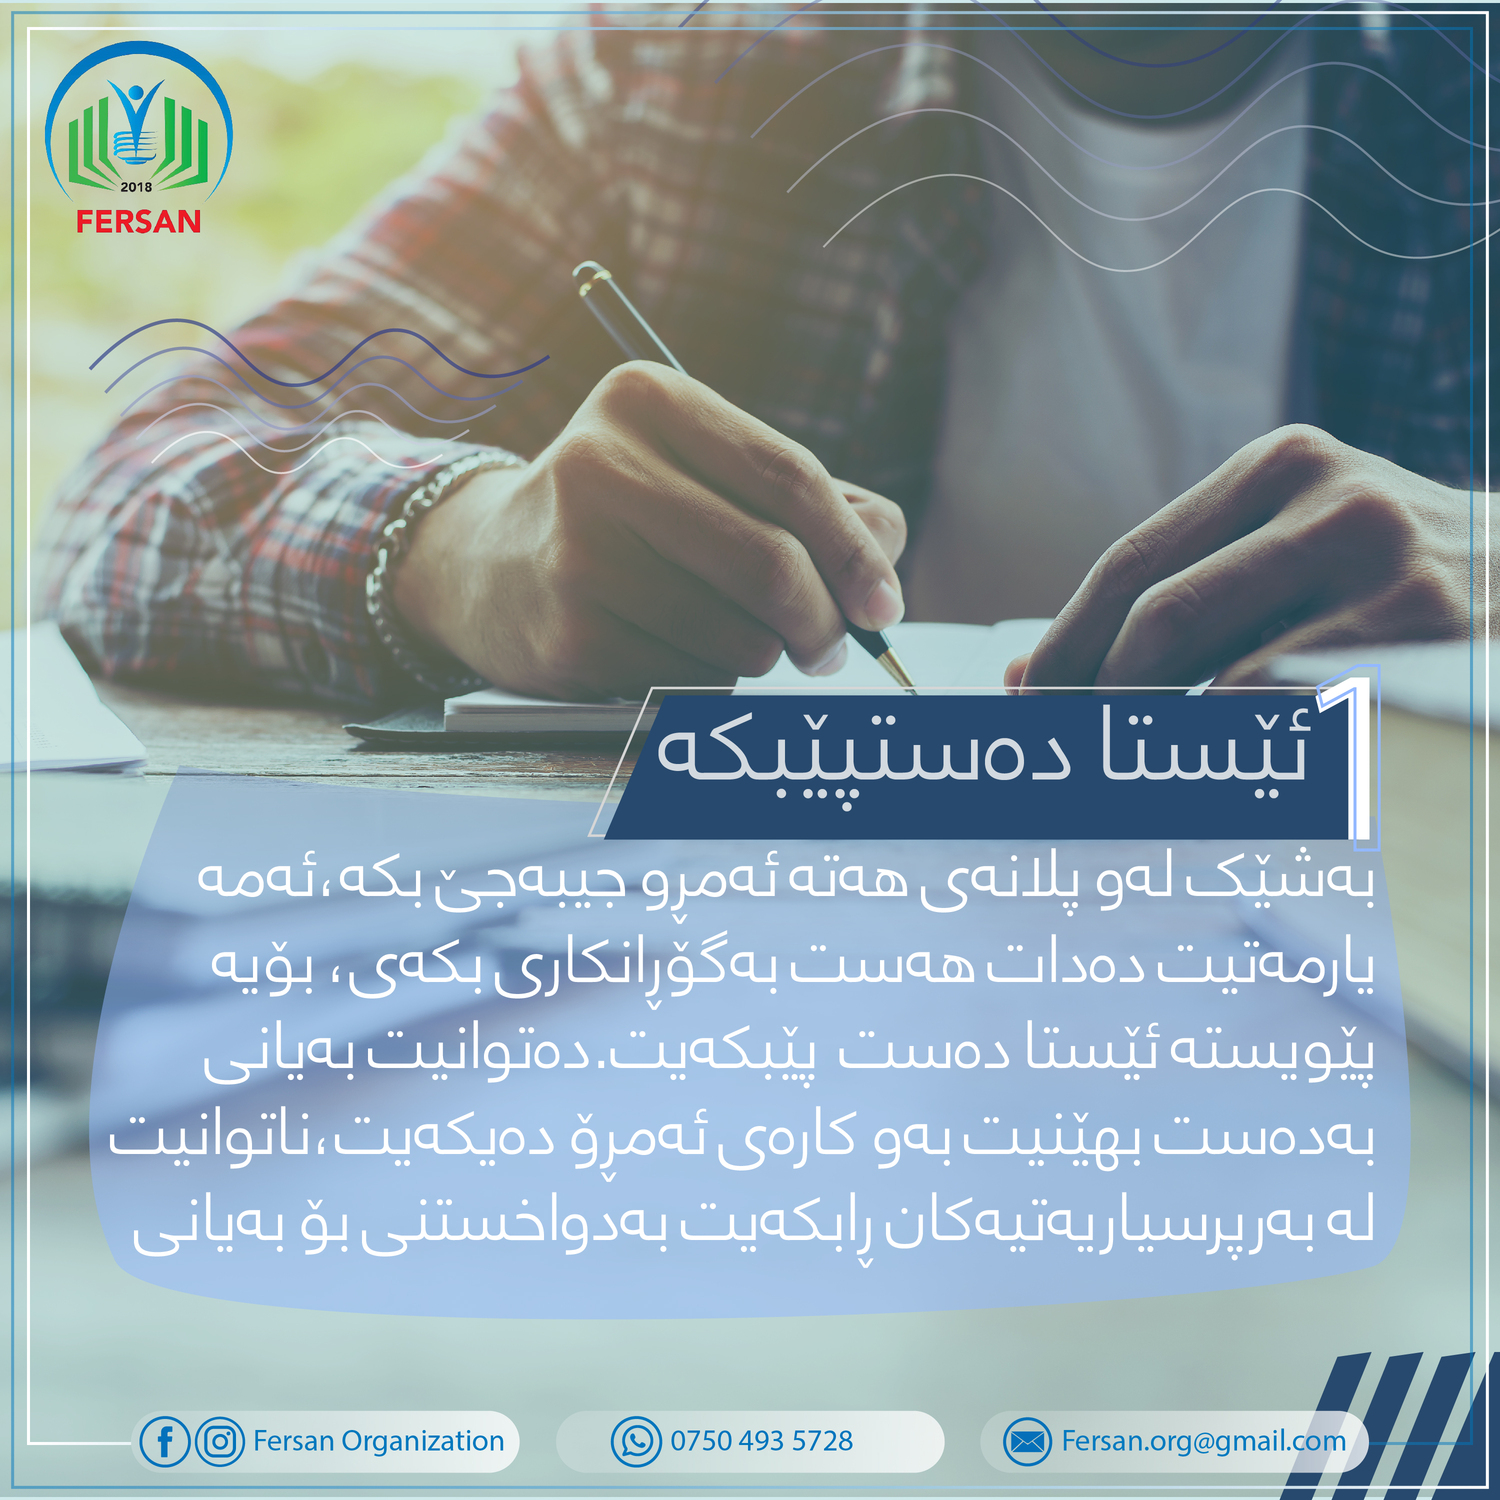 2018
FERSAN
1
ئێستا دەستپێبکە
بەشێک لەو پلانەی هەتە ئەمڕو جیبەجێ بکە،ئەمە
یارمەتیت دەدات هەست بەگۆڕانکاری بکەی، بۆیە
پێویستە ئێستا دەست پێبکەیت.دەتوانیت بەیانی
بەدەست بهێنیت بەو کارەی ئەمڕۆ دەیکەیت،ناتوانیت
لە بەرپرسیاریەتیەکان ڕابکەیت بەدواخستنی بۆ بەیانی
Fersan Organization
0750 493 5728
Fersan.org@gmail.com